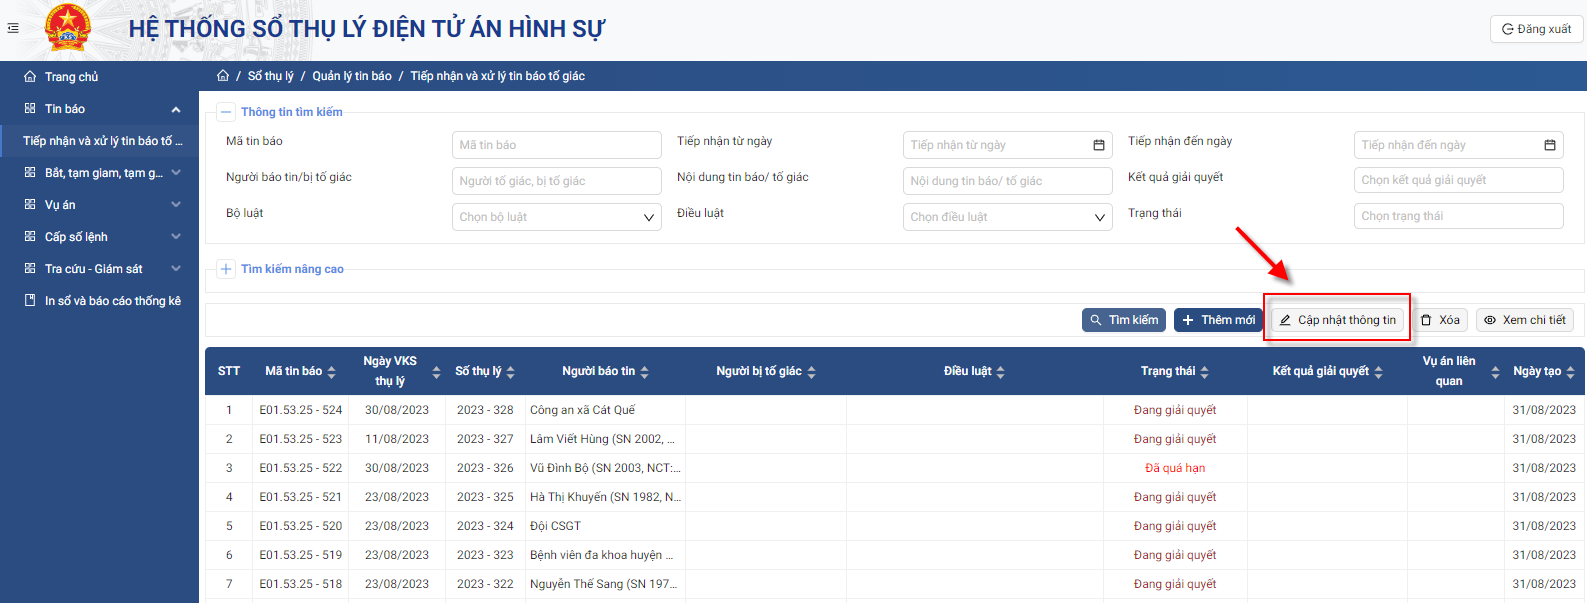 HỆ THỐNG SỔ THỤ LÝ ĐIỆN TỬ ÁN HÌNH SỰ
Đăng xuất
Trang chủ
Tin báo
Tiếp nhận và xử lý tin báo tố ...
Bắt, tạm giam, tạm g...
Vụ án
Cấp số lệnh
Tra cứu - Giám sát
In sổ và báo cáo thống kê
/ Sổ thụ lý / Quản lý tin báo / Tiếp nhận và xử lý tin báo tố giác
Thông tin tìm kiếm
Mã tin báo Mã tin báo Tiếp nhận từ ngày Tiếp nhận từ ngày Tiếp nhận đến ngày Tiếp nhận đến ngày
Người báo tin/bị tố giác Người tố giác, bị tố giác Nội dung tin báo/ tố giác Nội dung tin báo/ tố giác Kết quả giải quyết Chọn kết quả giải quyết
Bộ luật Chọn bộ luật Điều luật Chọn điều luật Trạng thái Chọn trạng thái
Tìm kiếm nâng cao
Tìm kiếm Thêm mới Cập nhật thông tin Xóa Xem chi tiết
STT Mã tin báo Ngày VKS thụ lý Số thụ lý Người báo tin Người bị tố giác Điều luật Trạng thái Kết quả giải quyết Vụ án liên quan Ngày tạo
1 E01.53.25 - 524 30/08/2023 2023 - 328 Công an xã Cát Quế Đang giải quyết 31/08/2023
2 E01.53.25 - 523 11/08/2023 2023 - 327 Lâm Viết Hùng (SN 2002, ... Đang giải quyết 31/08/2023
3 E01.53.25 - 522 30/08/2023 2023 - 326 Vũ Đình Bộ (SN 2003, NCT:... Đã quá hạn 31/08/2023
4 E01.53.25 - 521 23/08/2023 2023 - 325 Hà Thị Khuyến (SN 1982, N... Đang giải quyết 31/08/2023
5 E01.53.25 - 520 23/08/2023 2023 - 324 Đội CSGT Đang giải quyết 31/08/2023
6 E01.53.25 - 519 23/08/2023 2023 - 323 Bệnh viên đa khoa huyện ... Đang giải quyết 31/08/2023
7 E01.53.25 - 518 23/08/2023 2023 - 322 Nguyễn Thế Sang (SN 197... Đang giải quyết 31/08/2023